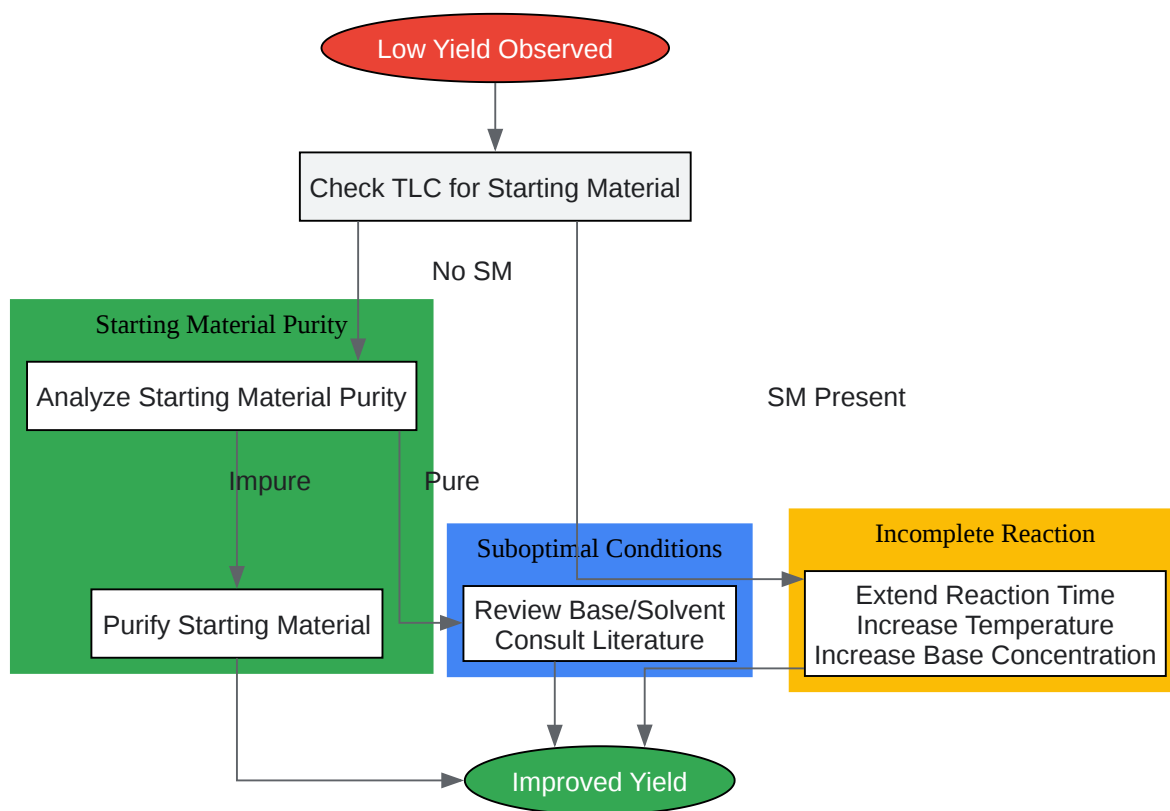 Low Yield Observed
Check TLC for Starting Material
No SM
Starting Material Purity
Analyze Starting Material Purity
SM Present
Impure
Pure
Suboptimal Conditions
Incomplete Reaction
Purify Starting Material
Review Base/Solvent
Consult Literature
Extend Reaction Time
Increase Temperature
Increase Base Concentration
Improved Yield